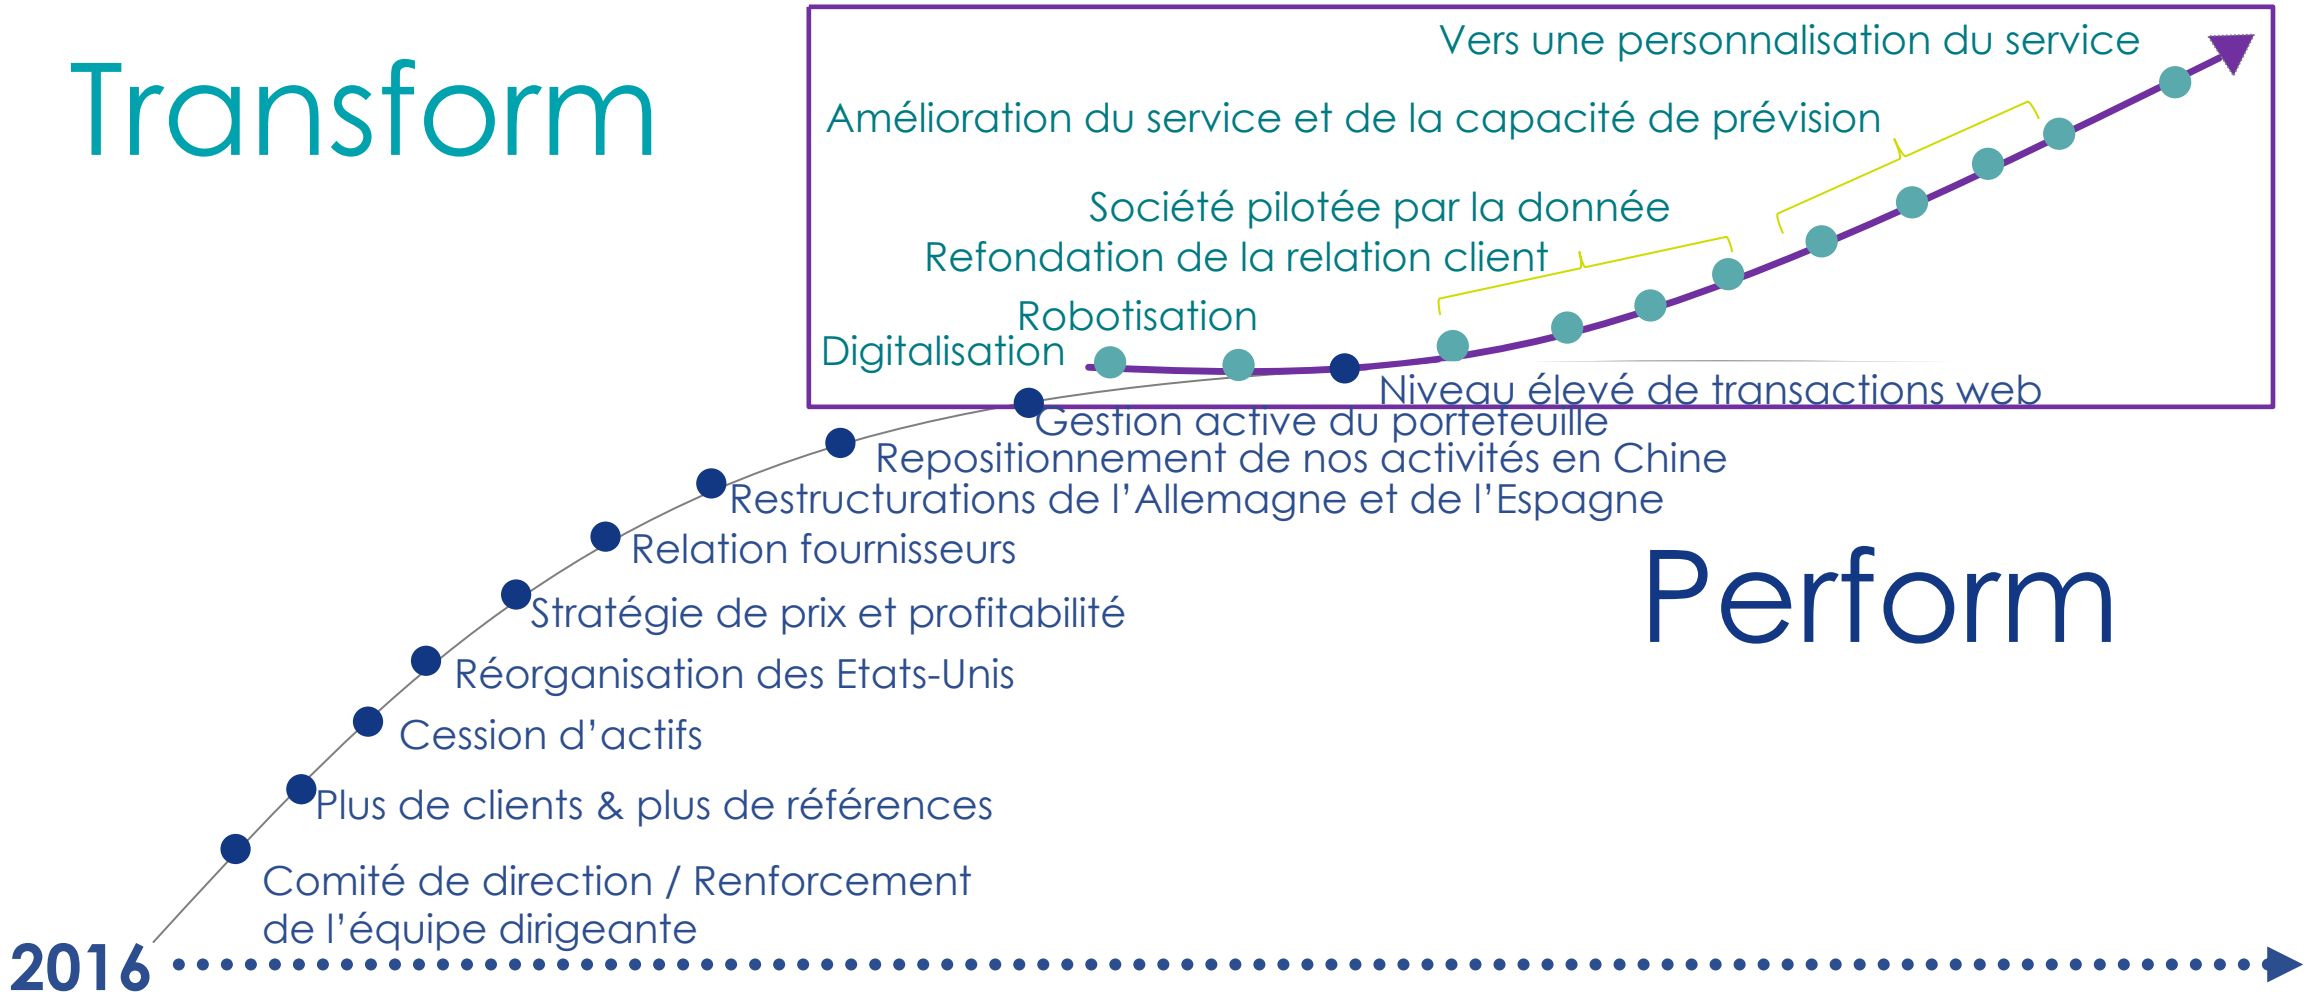 Transform
Vers une personnalisation du service
Amélioration du service et de la capacité de prévision
Société pilotée par la donnée
Refondation de la relation client
Robotisation
Digitalisation
Niveau élevé de transactions web
Gestion active du portefeuille
Repositionnement de nos activités en Chine
Restructurations de l’Allemagne et de l’Espagne
Relation fournisseurs
Perform
Stratégie de prix et profitabilité
Réorganisation des Etats-Unis
Cession d’actifs
Plus de clients & plus de références
Comité de direction / Renforcement
de l’équipe dirigeante
2016